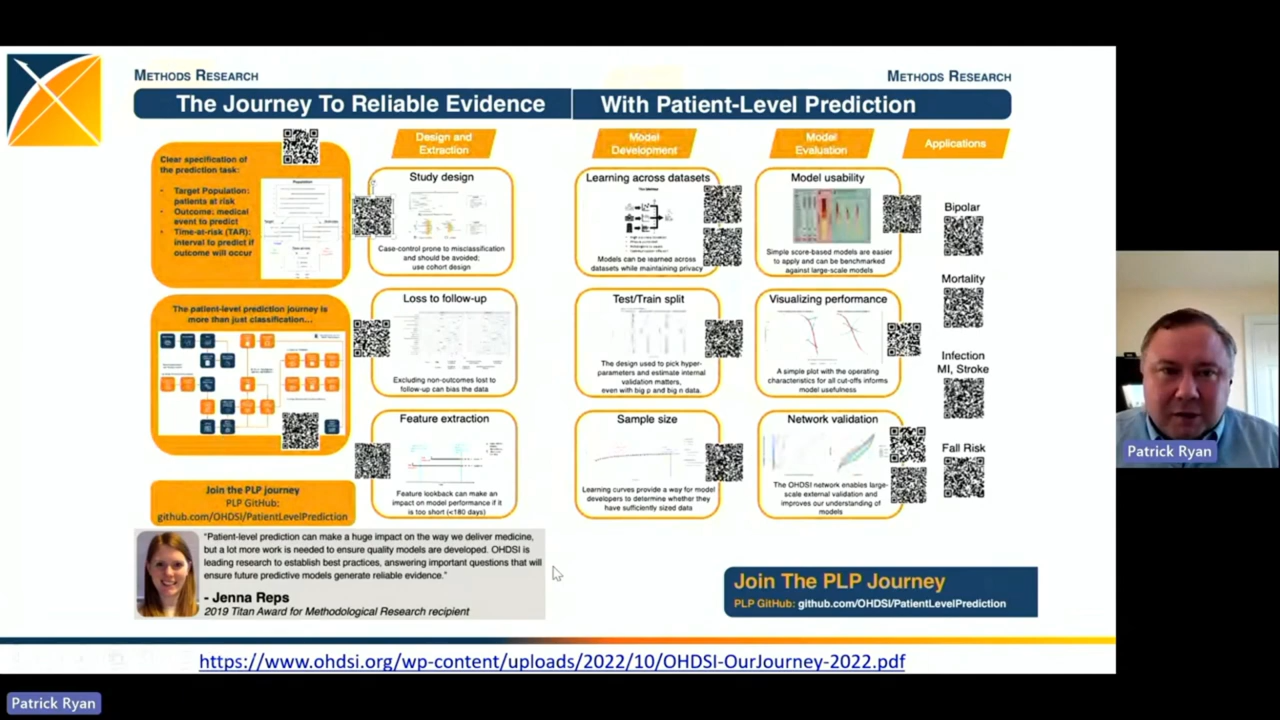 METHODS RESEARCH
METHODS RESEARCH
The Journey To Reliable Evidence
With Patient-Level Prediction
Clear specification of
the prediction task:
• Target Population:
patients at risk
• Outcome: medical
event to predict
• Time-at-risk (TAR):
interval to predict if
outcome will occur
Population
The patient-level prediction journey is
more than just classification...
Join the PLP journey
PLP GitHub:
github.com/OHDSI/PatientLevelPrediction
Design and
Extraction
Study design
Case-control prone to misclassification
and should be avoided;
use cohort design
Loss to follow-up
Excluding non-outcomes lost to
follow-up can bias the data
Feature extraction
Feature lookback can make an
impact on model performance if it
is too short (<180 days)
Model
Development
Learning across datasets
Models can be learned across
datasets while maintaining privacy
Test/Train split
The design used to pick hyper-
parameters and estimate internal
validation matters,
even with big p and big n data.
Sample size
Learning curves provide a way for model
developers to determine whether they
have sufficiently sized data
Model
Evaluation
Model usability
Simple score-based models are easier
to apply and can be benchmarked
against large-scale models
Visualizing performance
A simple plot with the operating
characteristics for all cut-offs informs
model usefulness
Network validation
The OHDSI network enables large-
scale external validation and
improves our understanding of
models
Applications
Bipolar
Mortality
Infection
MI, Stroke
Fall Risk
"Patient-level prediction can make a huge impact on the way we deliver medicine,
but a lot more work is needed to ensure quality models are developed. OHDSI is
leading research to establish best practices, answering important questions that will
ensure future predictive models generate reliable evidence."
- Jenna Reps
2019 Titan Award for Methodological Research recipient
Join The PLP Journey
PLP GitHub: github.com/OHDSI/PatientLevelPrediction
https://www.ohdsi.org/wp-content/uploads/2022/10/OHDSI-OurJourney-2022.pdf
Patrick Ryan
Patrick Ryan